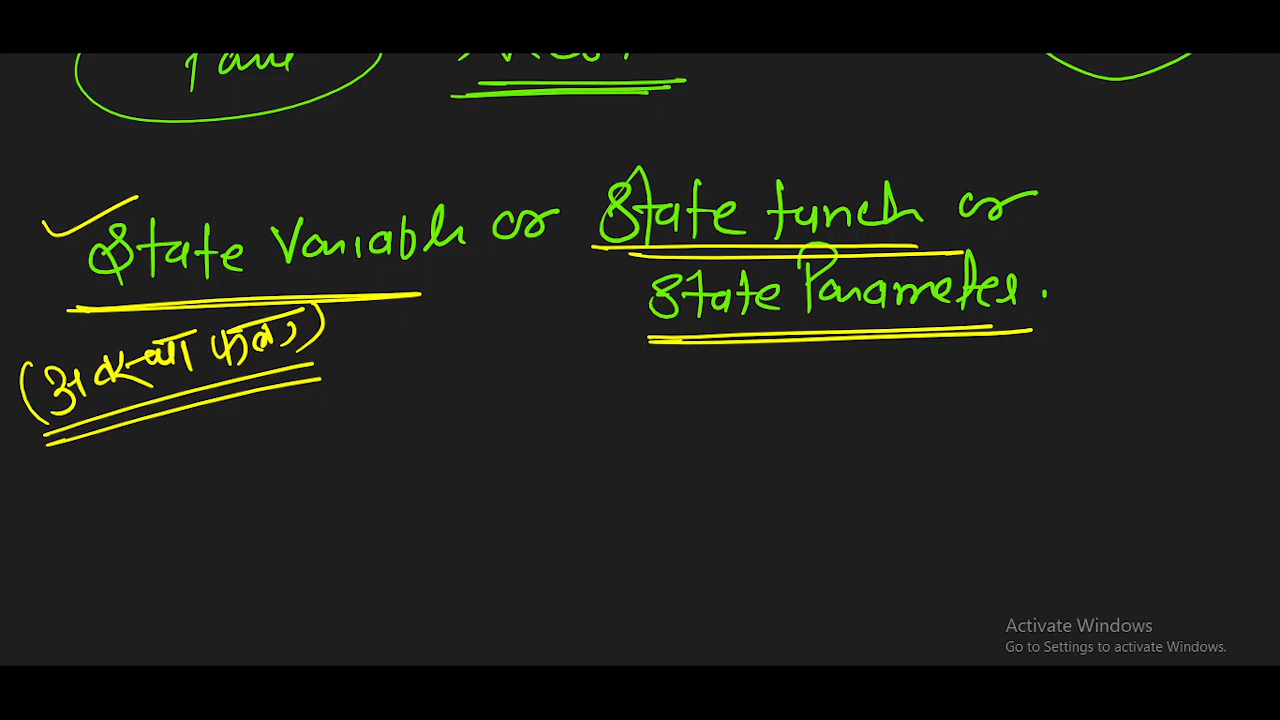 State Variable or State funcn or
State Parameter.
(अवस्था फलन)
Activate Windows
Go to Settings to activate Windows.